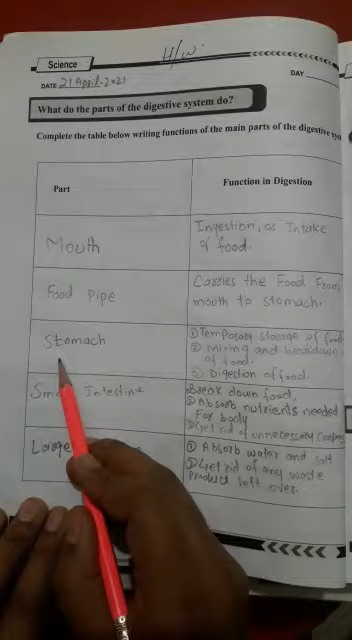 H/W
Science
DATE 21 April-2021
DAY
What do the parts of the digestive system do?
Complete the table below writing functions of the main parts of the digestive
Part
Function in Digestion
Mouth
Ingestion, or Intake
of food.
Food Pipe
Carries the Food From
mouth to stomach.
Stomach
① Temporary storage of food
② Mixing and breakdown
of food.
③ Digestion of food.
Intestine
Break down food.
② Absorb nutrients needed
For body
③ Get rid of unnecessary
Large
① Absorb water and salt
② Get rid of any waste
Product left over.